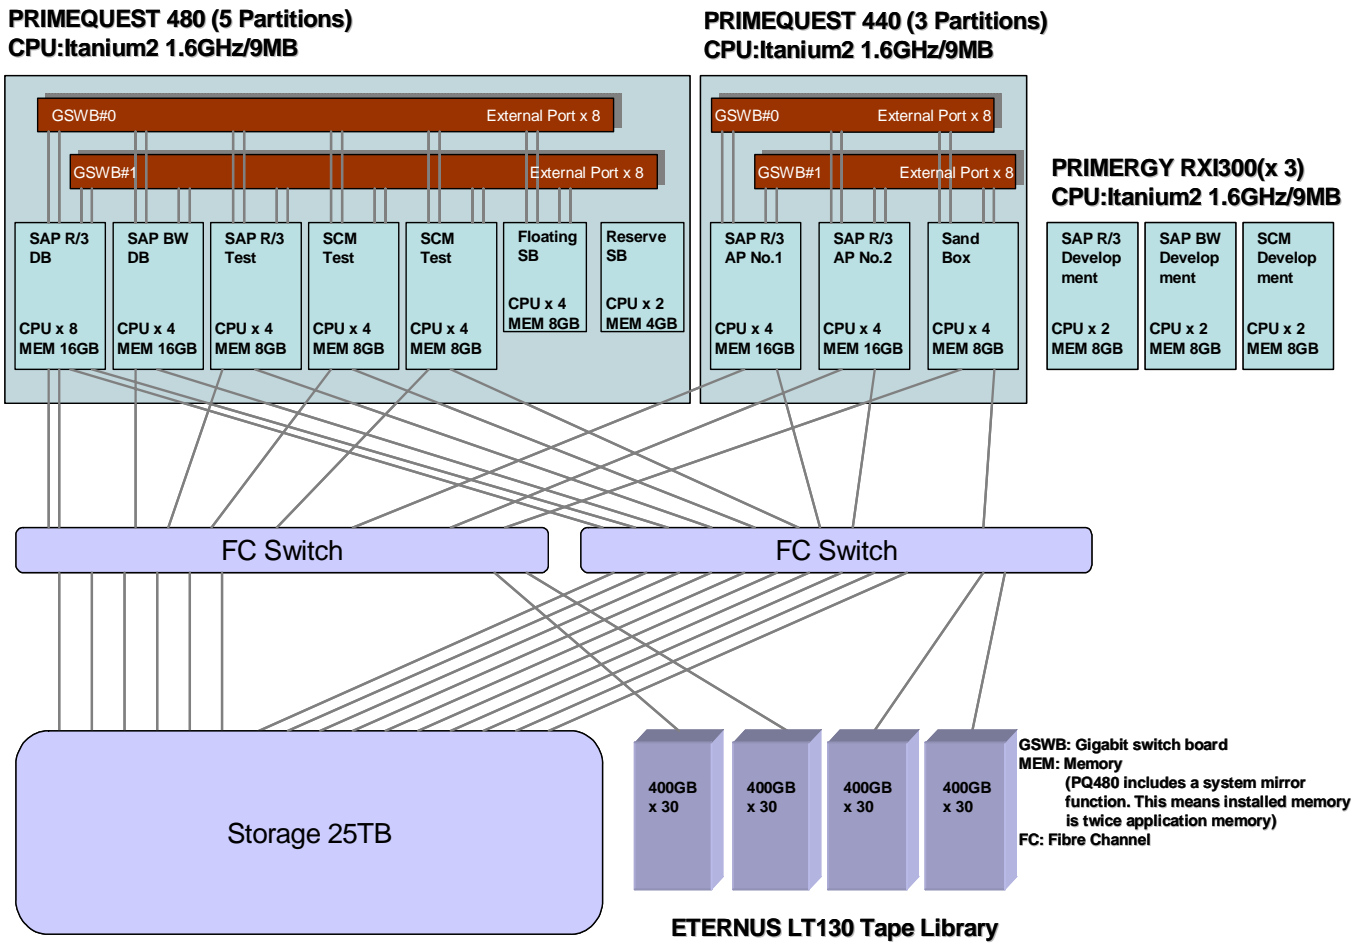 PRIMEQUEST 480 (5 Partitions)
CPU:Itanium2 1.6GHz/9MB
PRIMEQUEST 440 (3 Partitions)
CPU:Itanium2 1.6GHz/9MB
GSWB#0
External Port x 8
GSWB#1
External Port x 8
GSWB#0
External Port x 8
GSWB#1
External Port x 8
PRIMERGY RXI300(x 3)
CPU:Itanium2 1.6GHz/9MB
SAP R/3
DB
CPU x 8
MEM 16GB
SAP BW
DB
CPU x 4
MEM 16GB
SAP R/3
Test
CPU x 4
MEM 8GB
SCM
Test
CPU x 4
MEM 8GB
SCM
Test
CPU x 4
MEM 8GB
Floating
SB
CPU x 4
MEM 8GB
Reserve
SB
CPU x 2
MEM 4GB
SAP R/3
AP No.1
CPU x 4
MEM 16GB
SAP R/3
AP No.2
CPU x 4
MEM 16GB
Sand
Box
CPU x 4
MEM 8GB
SAP R/3
Develop
ment
CPU x 2
MEM 8GB
SAP BW
Develop
ment
CPU x 2
MEM 8GB
SCM
Develop
ment
CPU x 2
MEM 8GB
FC Switch
FC Switch
Storage 25TB
400GB
x 30
400GB
x 30
400GB
x 30
400GB
x 30
GSWB: Gigabit switch board
MEM: Memory
(PQ480 includes a system mirror
function. This means installed memory
is twice application memory)
FC: Fibre Channel
ETERNUS LT130 Tape Library